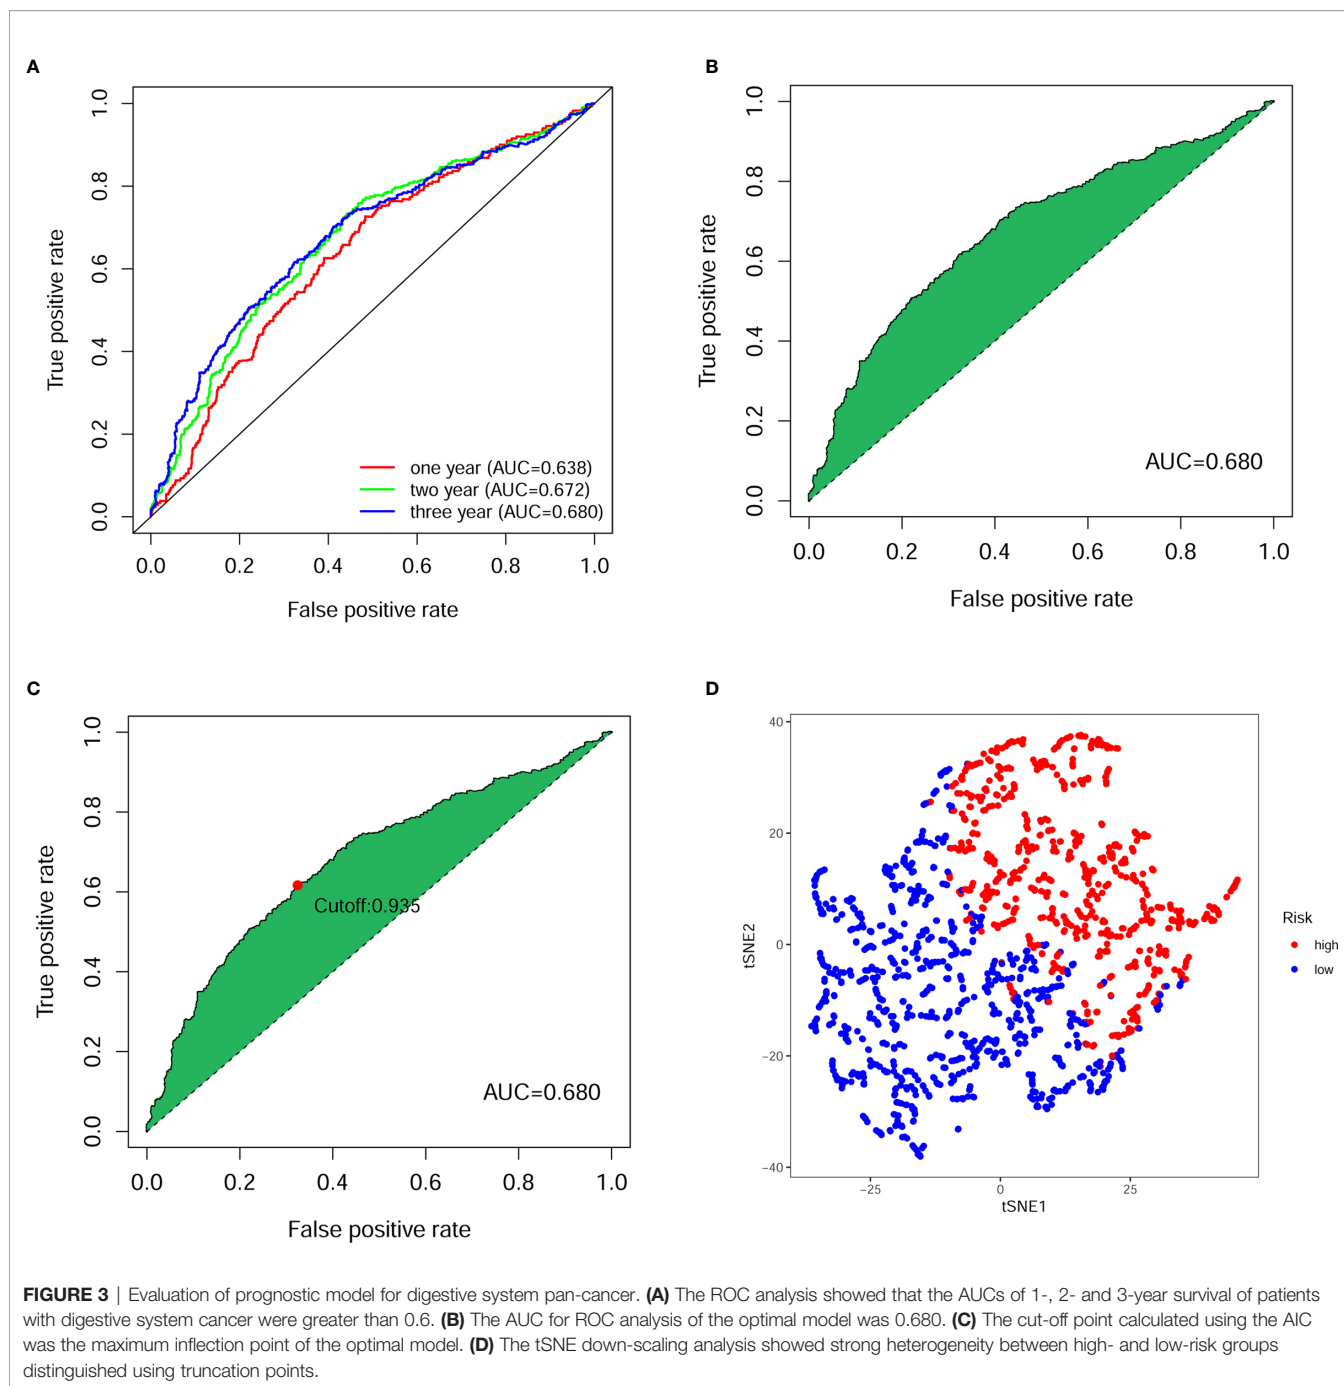 A
True positive rate
1.0
0.8
0.6
0.4
0.2
0.0
one year (AUC=0.638)
two year (AUC=0.672)
three year (AUC=0.680)
0.0 0.2 0.4 0.6 0.8 1.0
False positive rate
B
True positive rate
1.0
0.8
0.6
0.4
0.2
0.0
AUC=0.680
0.0 0.2 0.4 0.6 0.8 1.0
False positive rate
C
True positive rate
1.0
0.8
0.6
0.4
0.2
0.0
Cutoff:0.935
AUC=0.680
0.0 0.2 0.4 0.6 0.8 1.0
False positive rate
D
tSNE2
40
20
0
−20
−40
−25 0 25
tSNE1
Risk
high
low
FIGURE 3 | Evaluation of prognostic model for digestive system pan-cancer. (A) The ROC analysis showed that the AUCs of 1-, 2- and 3-year survival of patients
with digestive system cancer were greater than 0.6. (B) The AUC for ROC analysis of the optimal model was 0.680. (C) The cut-off point calculated using the AIC
was the maximum inflection point of the optimal model. (D) The tSNE down-scaling analysis showed strong heterogeneity between high- and low-risk groups
distinguished using truncation points.